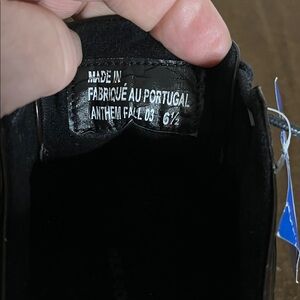 MADE IN
FABRIQUÉ AU PORTUGAL
ANTHEM FALL 03 6½